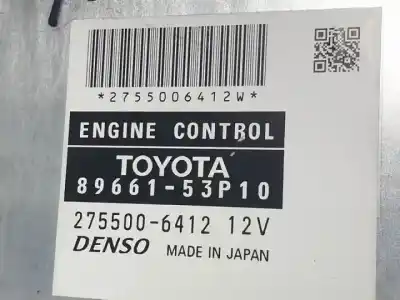 *2755006412W*
ENGINE CONTROL
TOYOTA
89661-53P10
275500-6412 12V
DENSO MADE IN JAPAN